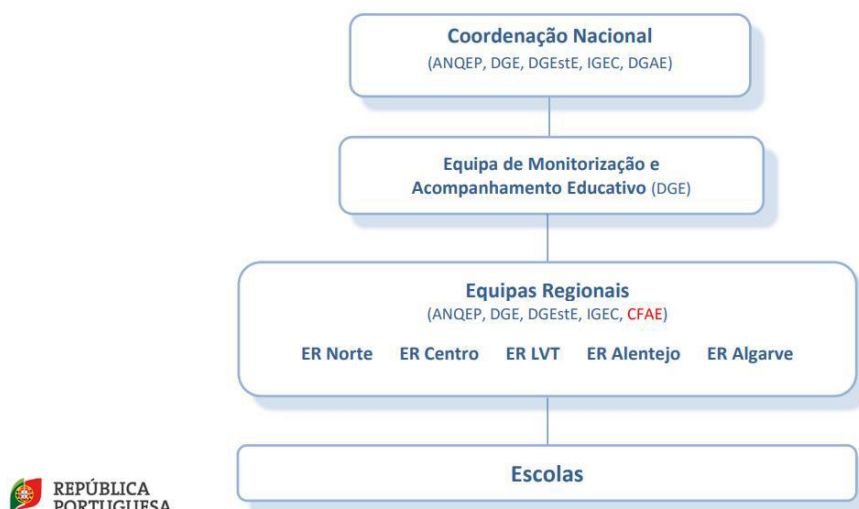 Coordenação Nacional
(ANQEP, DGE, DGEstE, IGEC, DGAE)
Equipa de Monitorização e
Acompanhamento Educativo (DGE)
Equipas Regionais
(ANQEP, DGE, DGEstE, IGEC, CFAE)
ER Norte ER Centro ER LVT ER Alentejo ER Algarve
Escolas
REPÚBLICA
PORTUGUESA